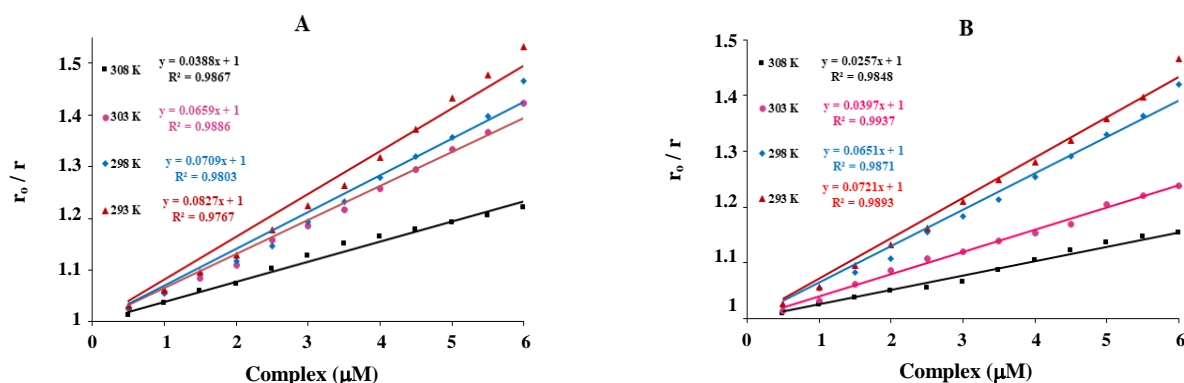 A
r₀ / r
1.5
1.4
1.3
1.2
1.1
1
308 K
y = 0.0388x + 1
R² = 0.9867
303 K
y = 0.0659x + 1
R² = 0.9886
298 K
y = 0.0709x + 1
R² = 0.9803
293 K
y = 0.0827x + 1
R² = 0.9767
0 1 2 3 4 5 6
Complex (µM)
B
r₀ / r
1.5
1.4
1.3
1.2
1.1
1
308 K
y = 0.0257x + 1
R² = 0.9848
303 K
y = 0.0397x + 1
R² = 0.9937
298 K
y = 0.0651x + 1
R² = 0.9871
293 K
y = 0.0721x + 1
R² = 0.9893
0 1 2 3 4 5 6
Complex (µM)